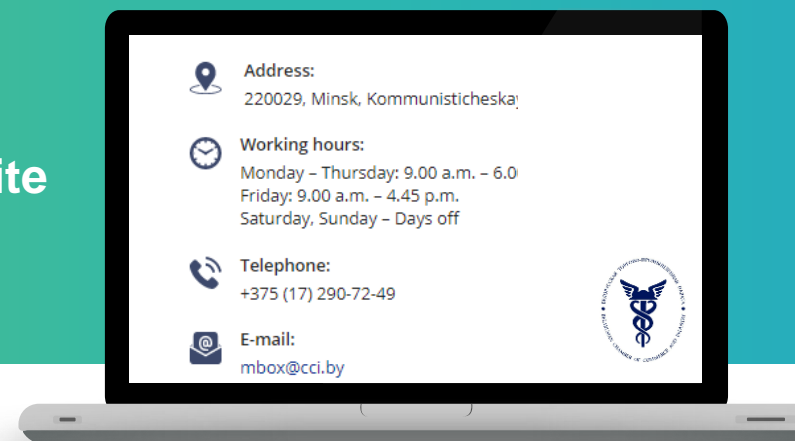 ite
Address:
220029, Minsk, Kommunisticheskay
Working hours:
Monday – Thursday: 9.00 a.m. – 6.0
Friday: 9.00 a.m. – 4.45 p.m.
Saturday, Sunday – Days off
Telephone:
+375 (17) 290-72-49
E-mail:
mbox@cci.by